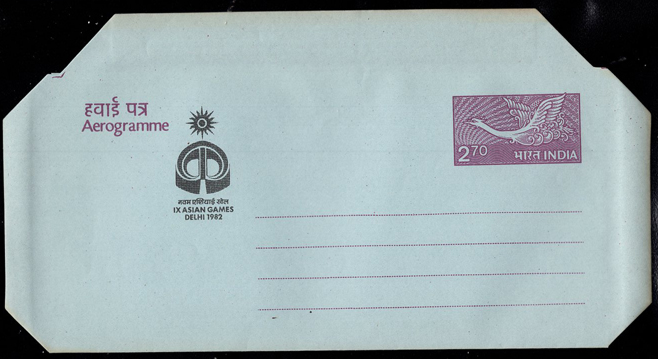 हवाई पत्र
Aerogramme
नवम एशियाई खेल
IX ASIAN GAMES
DELHI 1982
2 70
भारत INDIA